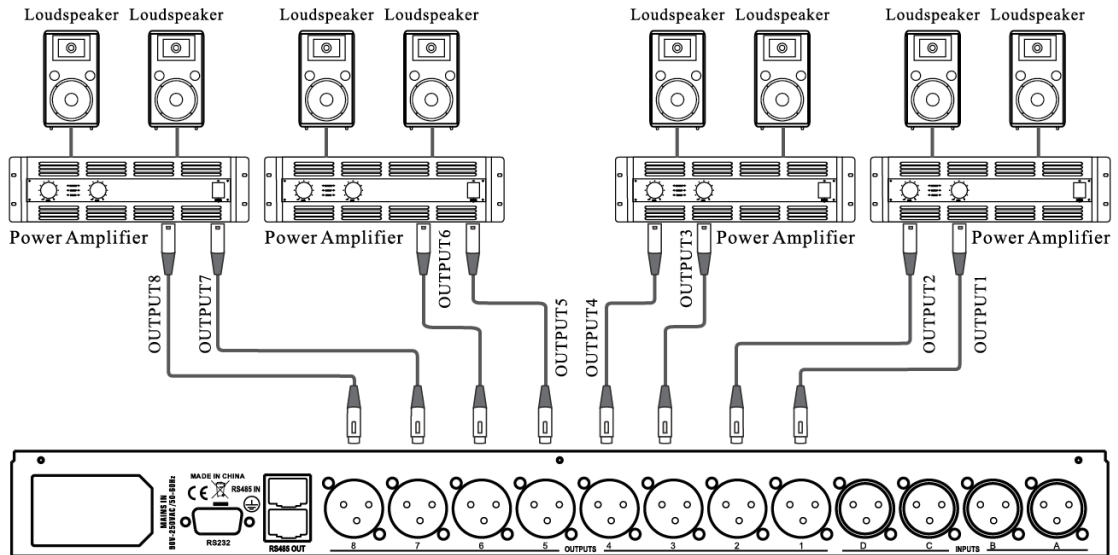 Loudspeaker Loudspeaker Loudspeaker Loudspeaker Loudspeaker Loudspeaker Loudspeaker Loudspeaker
Power Amplifier Power Amplifier Power Amplifier Power Amplifier
OUTPUT8
OUTPUT7
OUTPUT6
OUTPUT5
OUTPUT4
OUTPUT3
OUTPUT2
OUTPUT1
MAINS IN
90V-250VAC/50-60Hz
MADE IN CHINA
CE
RS485 IN
RS232
RS485 OUT
8 7 6 5 OUTPUTS 4 3 2 1 D C INPUTS B A